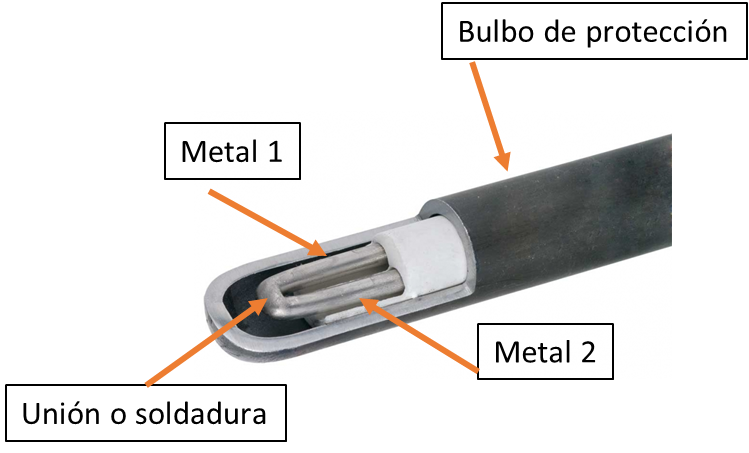 Bulbo de protección
Metal 1
Metal 2
Unión o soldadura